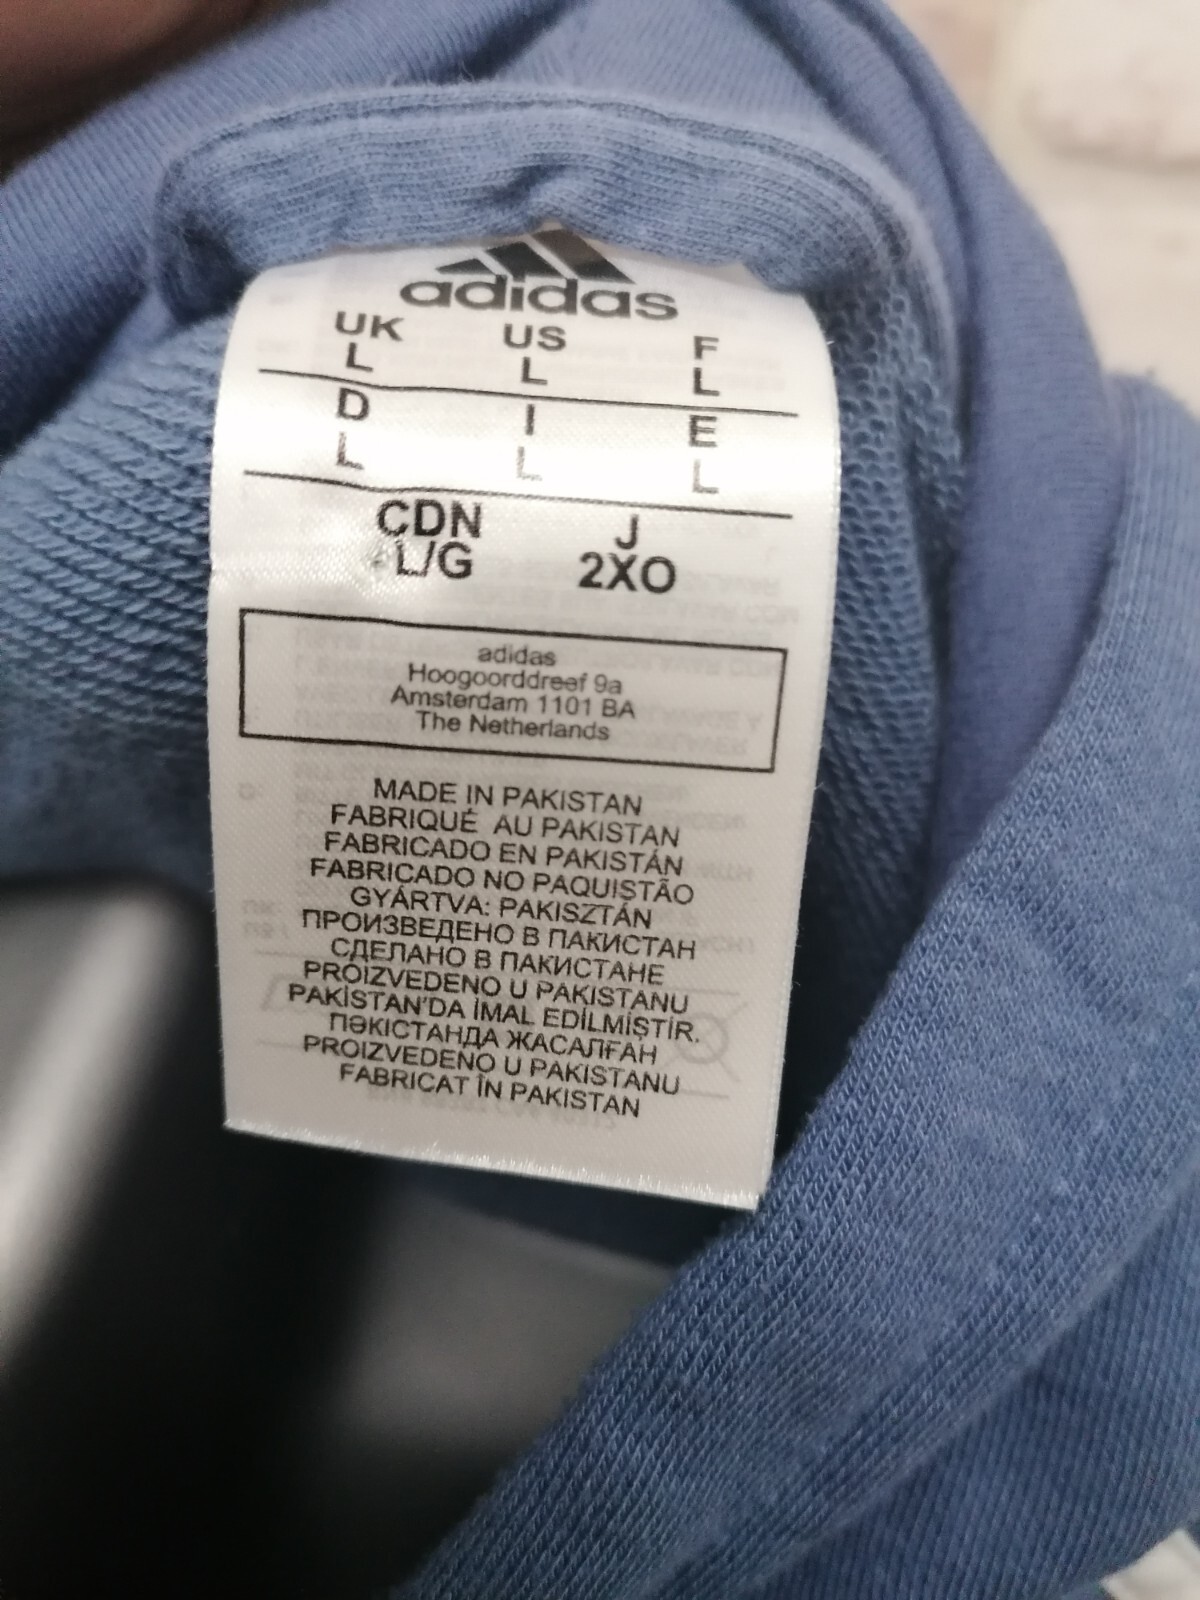 adidas
UK US F
L L L
D I E
L L L
CDN J
L/G 2XO
adidas
Hoogoorddreef 9a
Amsterdam 1101 BA
The Netherlands
MADE IN PAKISTAN
FABRIQUÉ AU PAKISTAN
FABRICADO EN PAKISTÁN
FABRICADO NO PAQUISTÃO
GYÁRTVA: PAKISZTÁN
ПРОИЗВЕДЕНО В ПАКИСТАН
СДЕЛАНО В ПАКИСТАНЕ
PROIZVEDENO U PAKISTANU
PAKİSTAN'DA İMAL EDİLMİŞTİR.
ПӘКІСТАНДА ЖАСАЛҒАН
PROIZVEDENO U PAKISTANU
FABRICAT ÎN PAKISTAN